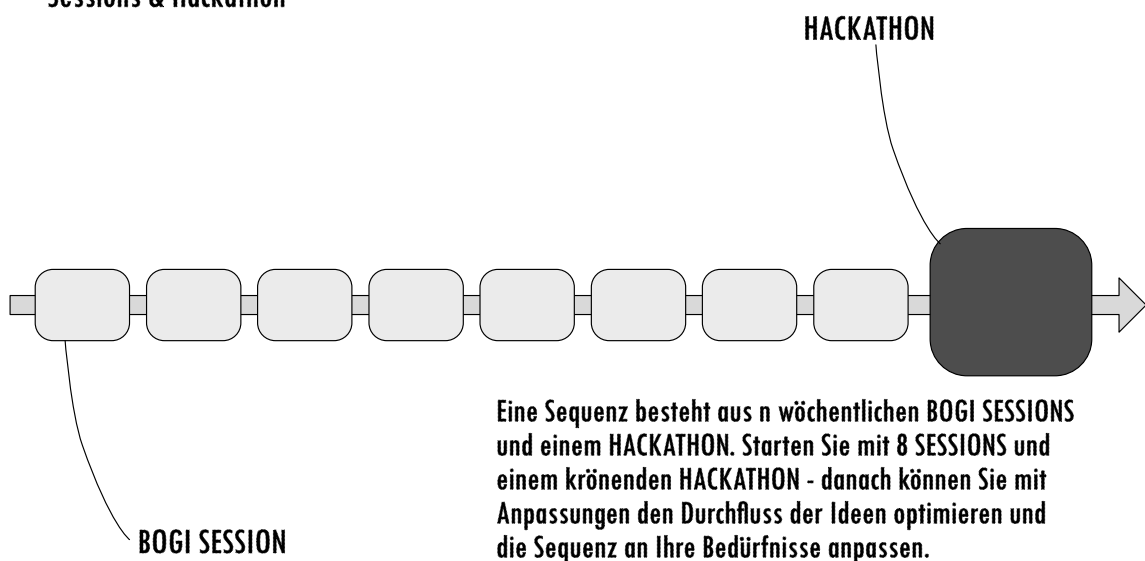 Sessions & Hackathon
HACKATHON
Eine Sequenz besteht aus n wöchentlichen BOGI SESSIONS
und einem HACKATHON. Starten Sie mit 8 SESSIONS und
einem krönenden HACKATHON - danach können Sie mit
Anpassungen den Durchfluss der Ideen optimieren und
die Sequenz an Ihre Bedürfnisse anpassen.
BOGI SESSION